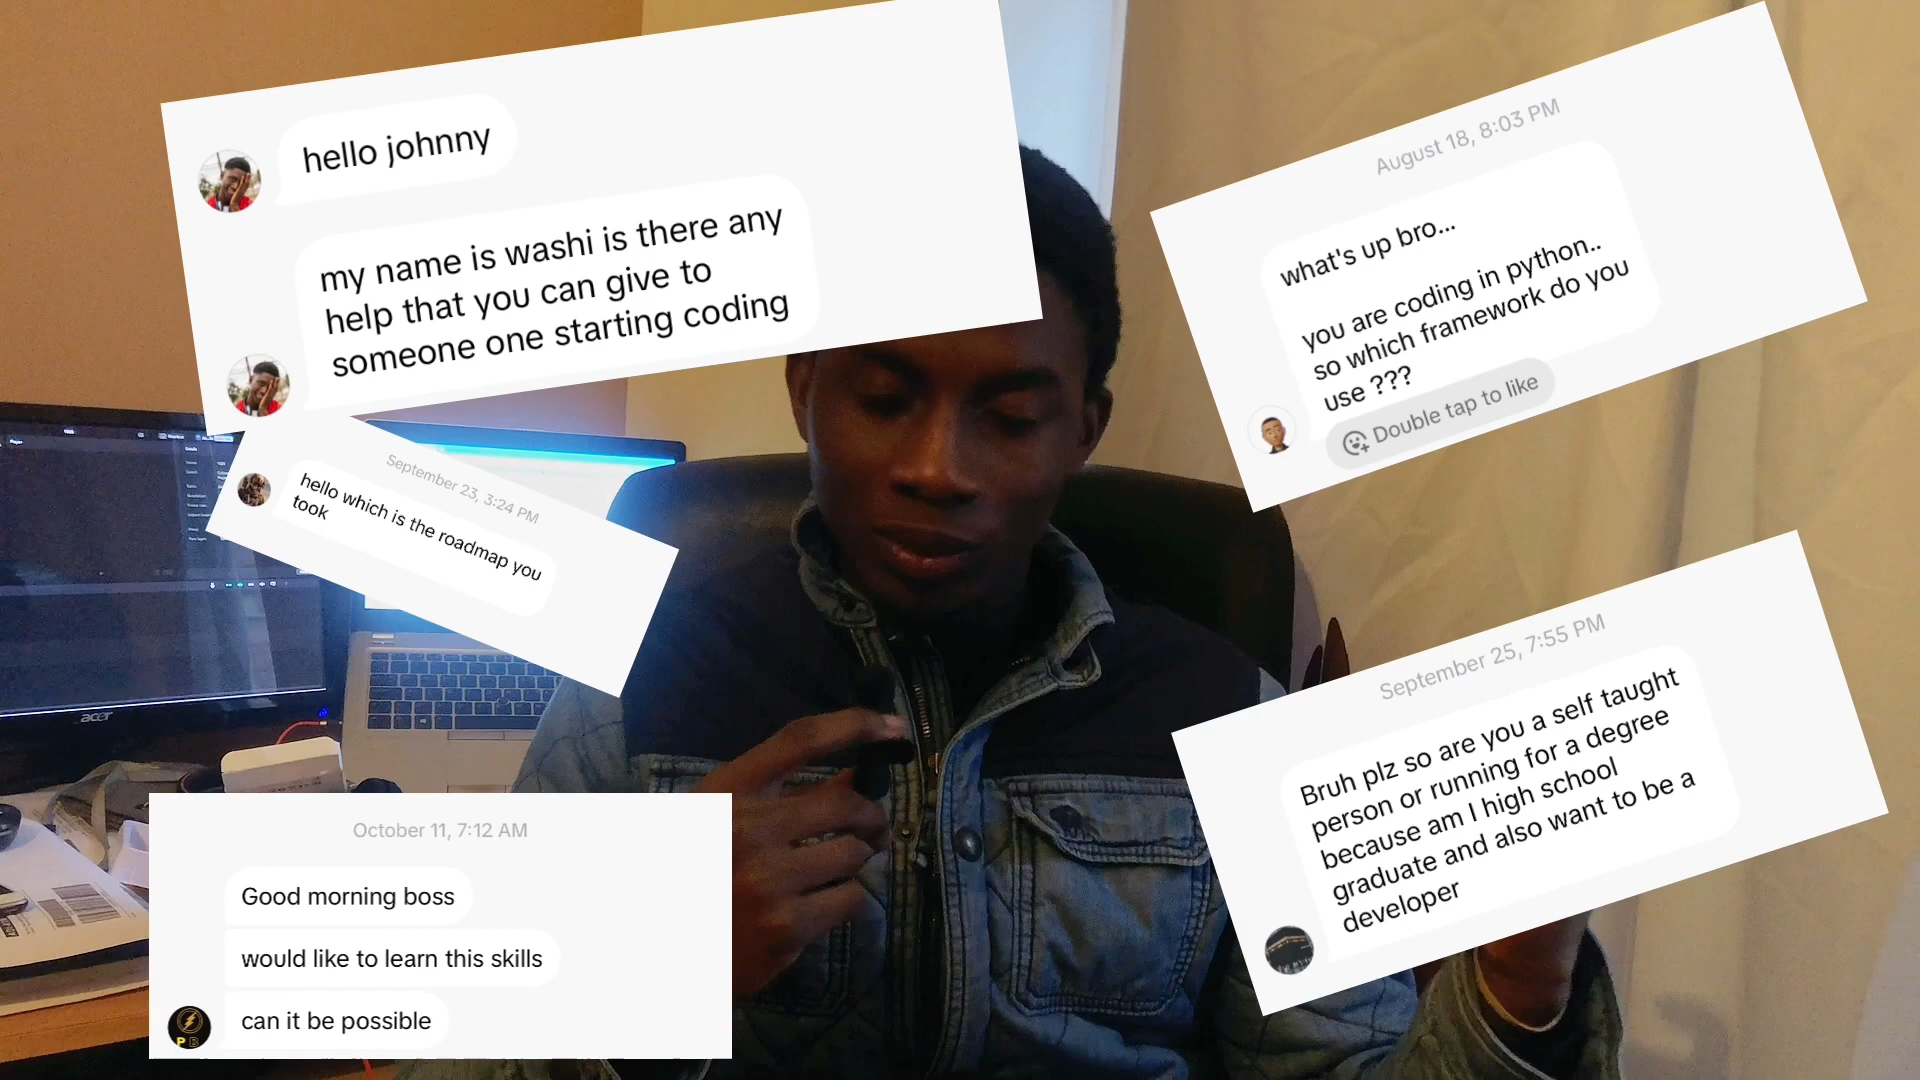 hello johnny
my name is washi is there any
help that you can give to
someone one starting coding
August 18, 8:03 PM
what's up bro...
you are coding in python..
so which framework do you
use ???
Double tap to like
September 23, 3:24 PM
hello which is the roadmap you
took
September 25, 7:55 PM
Bruh plz so are you a self taught
person or running for a degree
because am I high school
graduate and also want to be a
developer
October 11, 7:12 AM
Good morning boss
would like to learn this skills
can it be possible
P B
acer